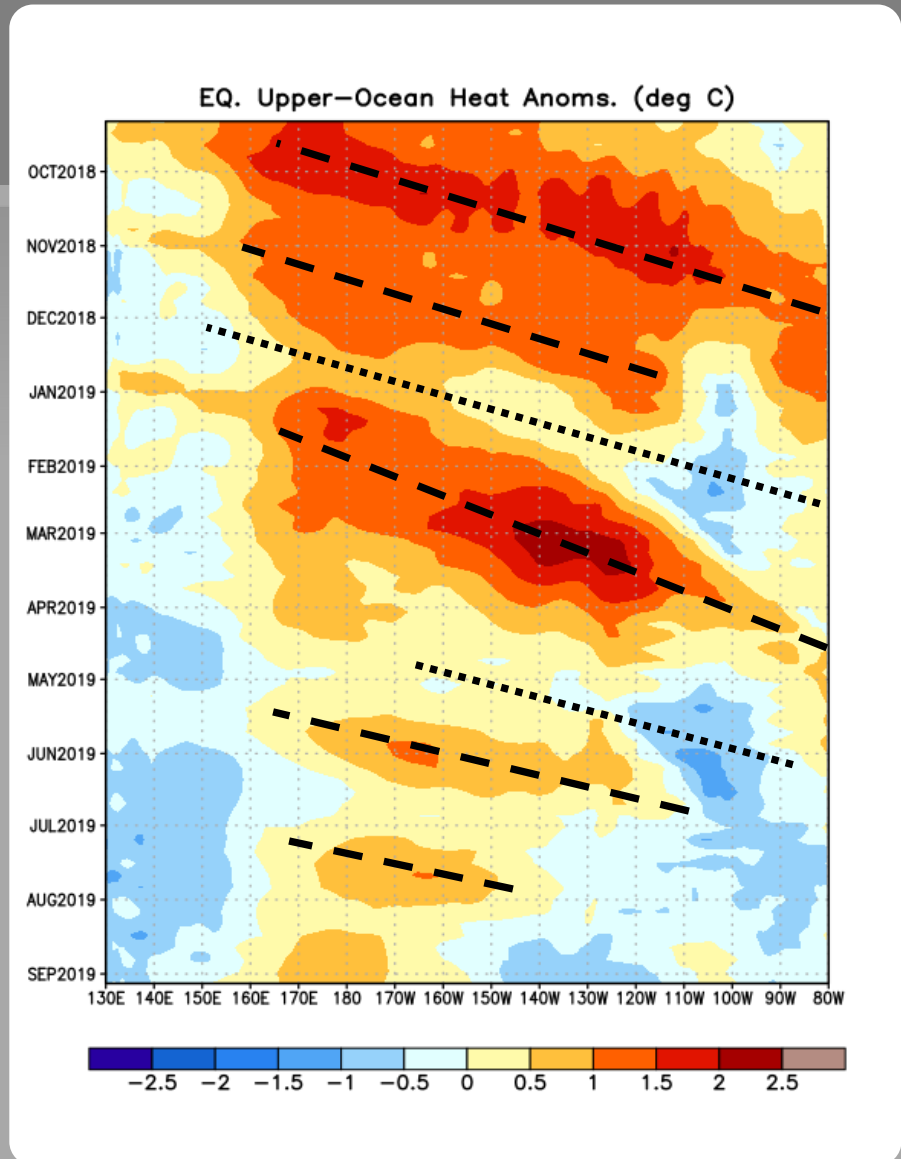 EQ. Upper-Ocean Heat Anoms. (deg C)
OCT2018
NOV2018
DEC2018
JAN2019
FEB2019
MAR2019
APR2019
MAY2019
JUN2019
JUL2019
AUG2019
SEP2019
130E 140E 150E 160E 170E 180 170W 160W 150W 140W 130W 120W 110W 100W 90W 80W
-2.5 -2 -1.5 -1 -0.5 0 0.5 1 1.5 2 2.5